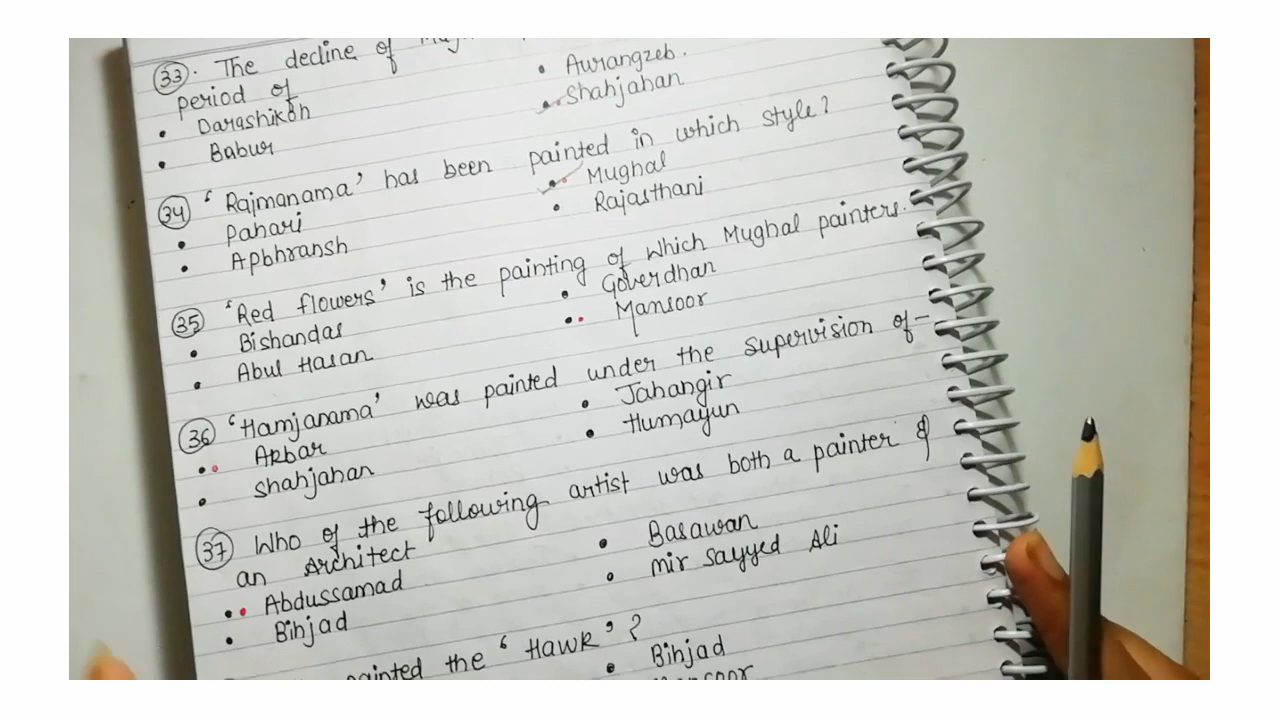 33. The decline of
period of
• Darashikoh
• Aurangzeb.
• Babur
• Shahjahan
34 'Rajmanama' has been painted in which style?
• Pahari
• Mughal
• Apbhransh
• Rajasthani
35 'Red flowers' is the painting of which Mughal painters.
• Bishandas
• Goverdhan
• Abul Hasan
• Mansoor
36 'Hamjanama' was painted under the supervision of-
• Akbar
• Jahangir
• Shahjahan
• Humayun
37 Who of the following artist was both a painter &
an Architect
• Abdussamad
• Basawan
• Bihjad
• mir sayyed Ali
painted the 'Hawk'?
• Bihjad